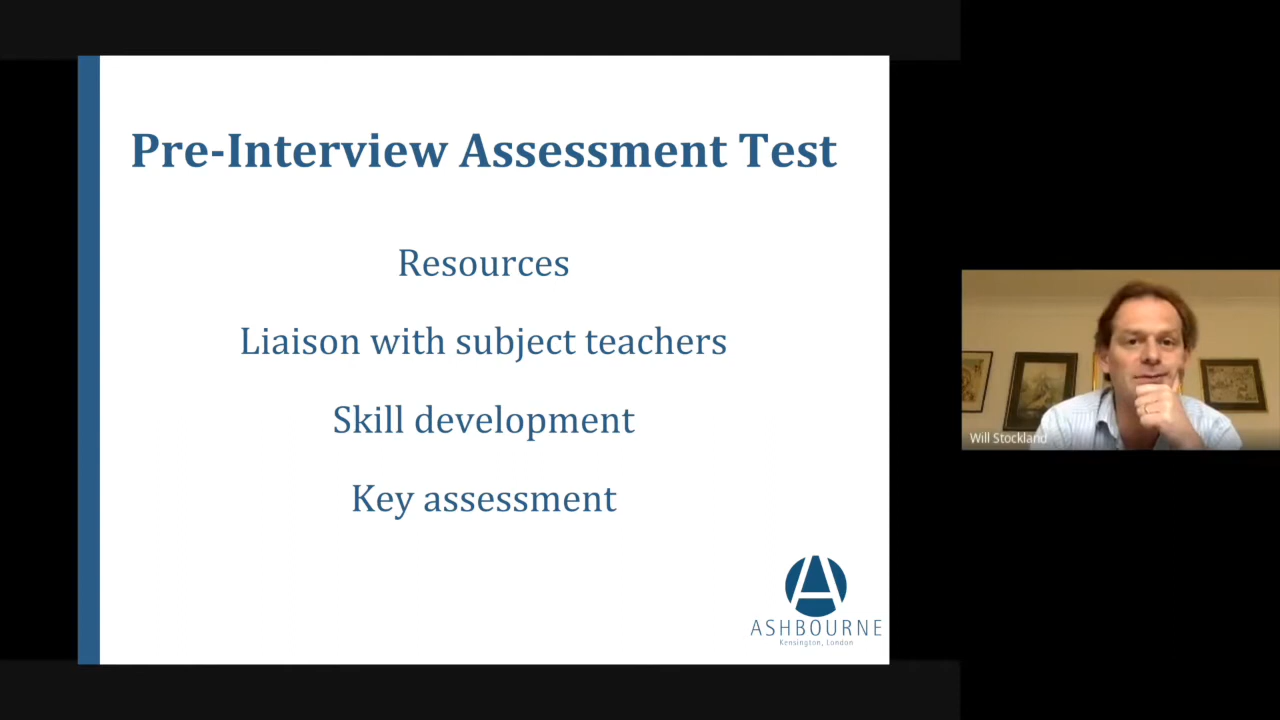 Pre-Interview Assessment Test
Resources
Liaison with subject teachers
Skill development
Key assessment
ASHBOURNE
Kensington, London
Will Stockland